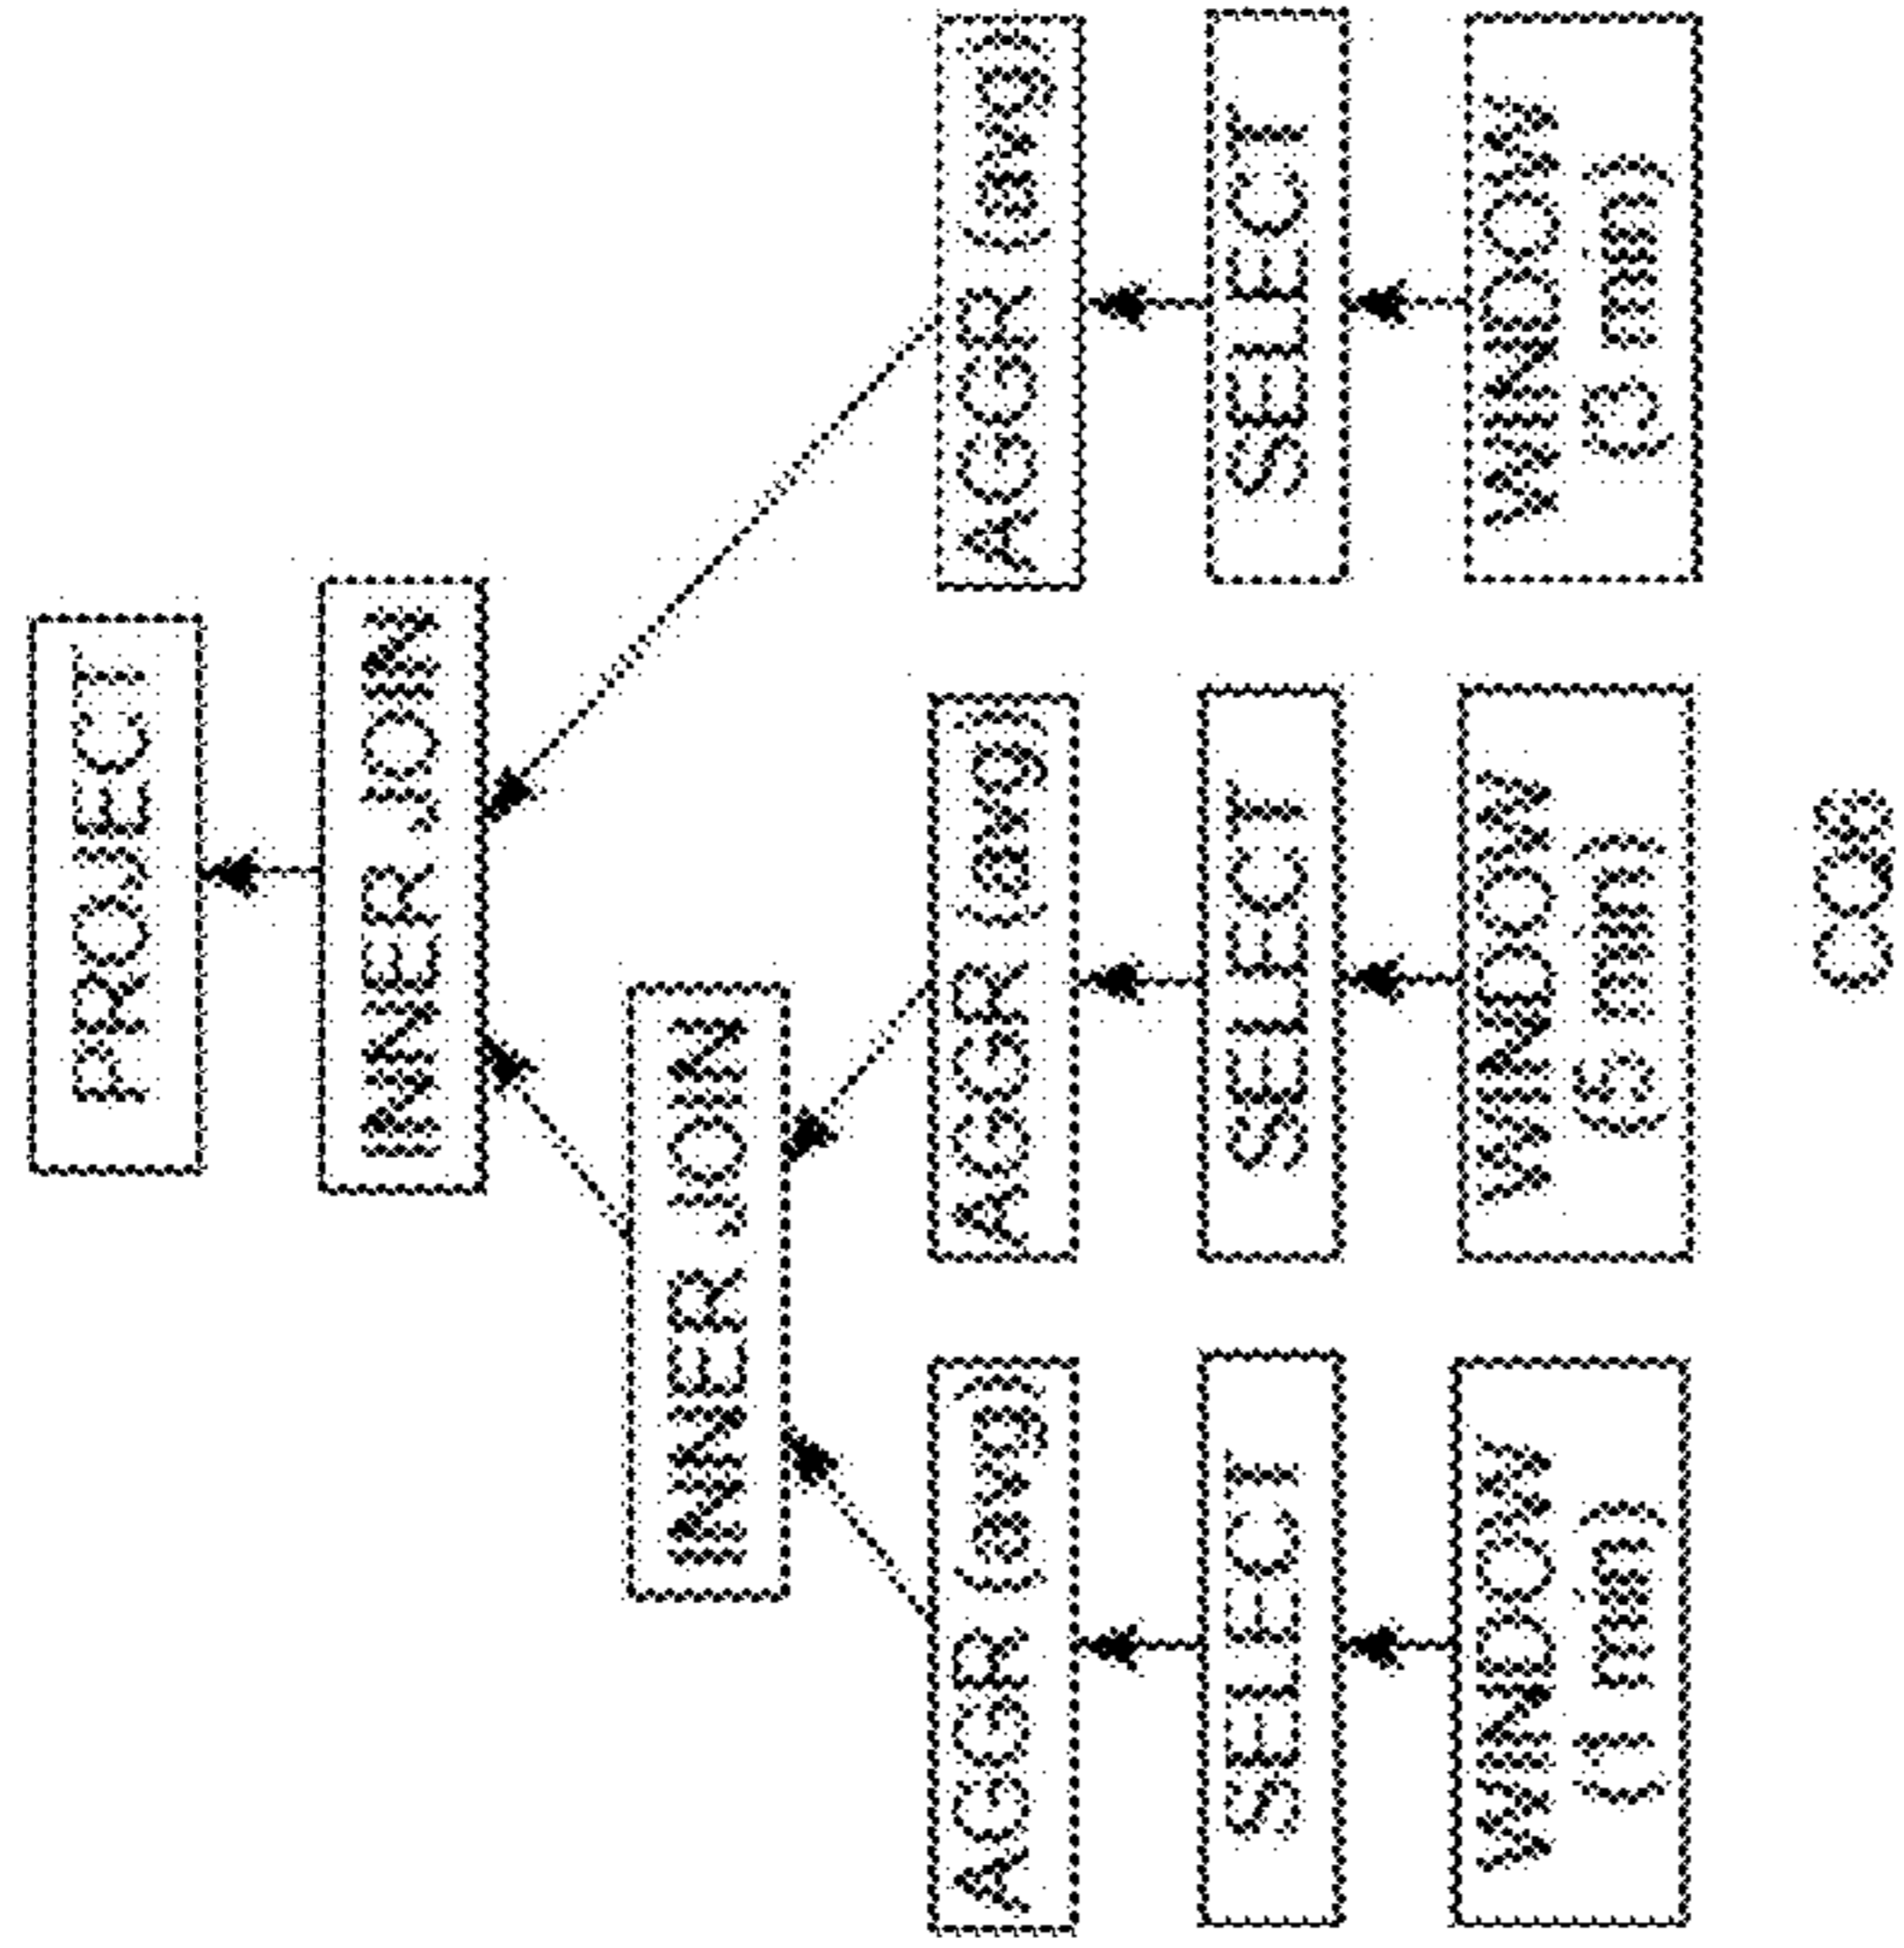 PROJECT
INNER JOIN
INNER JOIN
AGGR (avg)
AGGR (avg)
AGGR (avg)
SELECT
SELECT
SELECT
WINDOW
(1 min)
WINDOW
(5 min)
WINDOW
(3 min)
CQ8